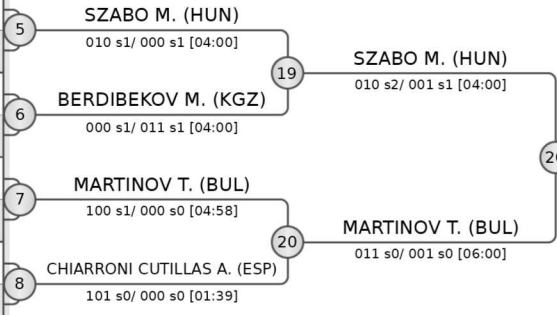 5
SZABO M. (HUN)
010 s1/ 000 s1 [04:00]
19
SZABO M. (HUN)
010 s2/ 001 s1 [04:00]
6
BERDIBEKOV M. (KGZ)
000 s1/ 011 s1 [04:00]
7
MARTINOV T. (BUL)
100 s1/ 000 s0 [04:58]
20
MARTINOV T. (BUL)
011 s0/ 001 s0 [06:00]
8
CHIARRONI CUTILLAS A. (ESP)
101 s0/ 000 s0 [01:39]